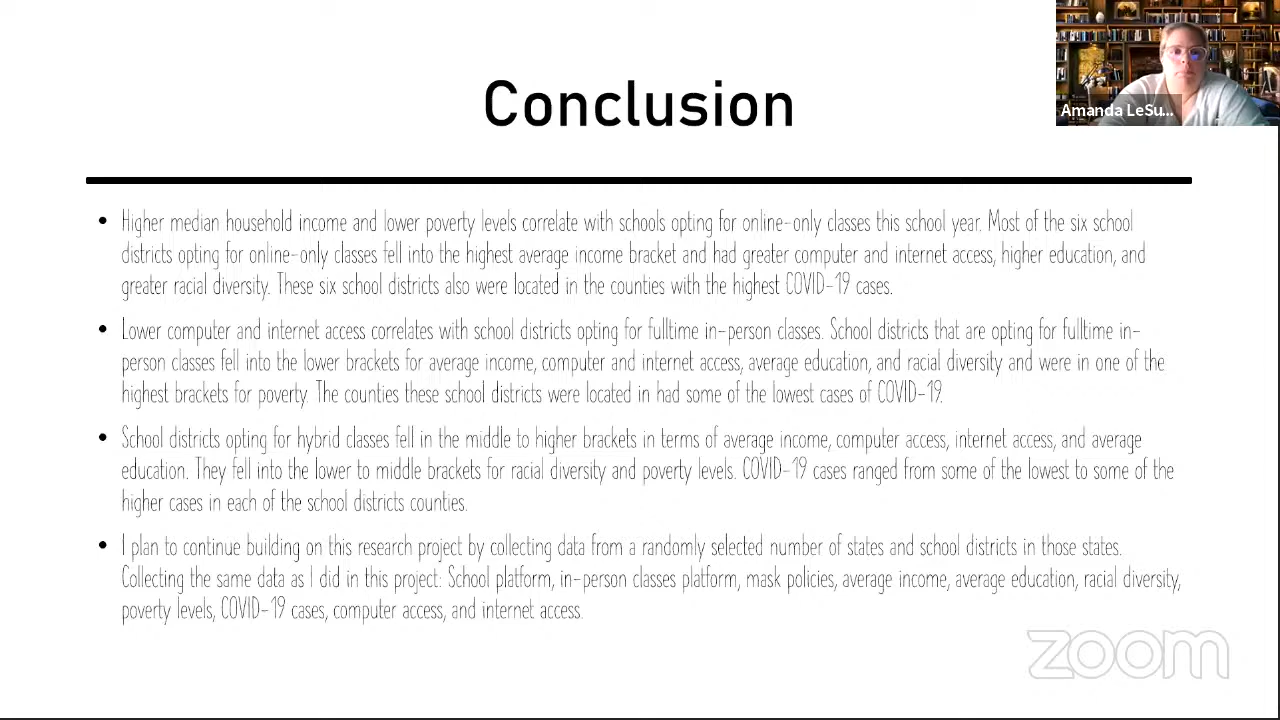 Conclusion
Amanda LeSu...
• Higher median household income and lower poverty levels correlate with schools opting for online-only classes this school year. Most of the six school
districts opting for online-only classes fell into the highest average income bracket and had greater computer and internet access, higher education, and
greater racial diversity. These six school districts also were located in the counties with the highest COVID-19 cases.
• Lower computer and internet access correlates with school districts opting for fulltime in-person classes. School districts that are opting for fulltime in-
person classes fell into the lower brackets for average income, computer and internet access, average education, and racial diversity and were in one of the
highest brackets for poverty. The counties these school districts were located in had some of the lowest cases of COVID-19.
• School districts opting for hybrid classes fell in the middle to higher brackets in terms of average income, computer access, internet access, and average
education. They fell into the lower to middle brackets for racial diversity and poverty levels. COVID-19 cases ranged from some of the lowest to some of the
higher cases in each of the school districts counties.
• I plan to continue building on this research project by collecting data from a randomly selected number of states and school districts in those states.
Collecting the same data as I did in this project: School platform, in-person classes platform, mask policies, average income, average education, racial diversity,
poverty levels, COVID-19 cases, computer access, and internet access.
zoom